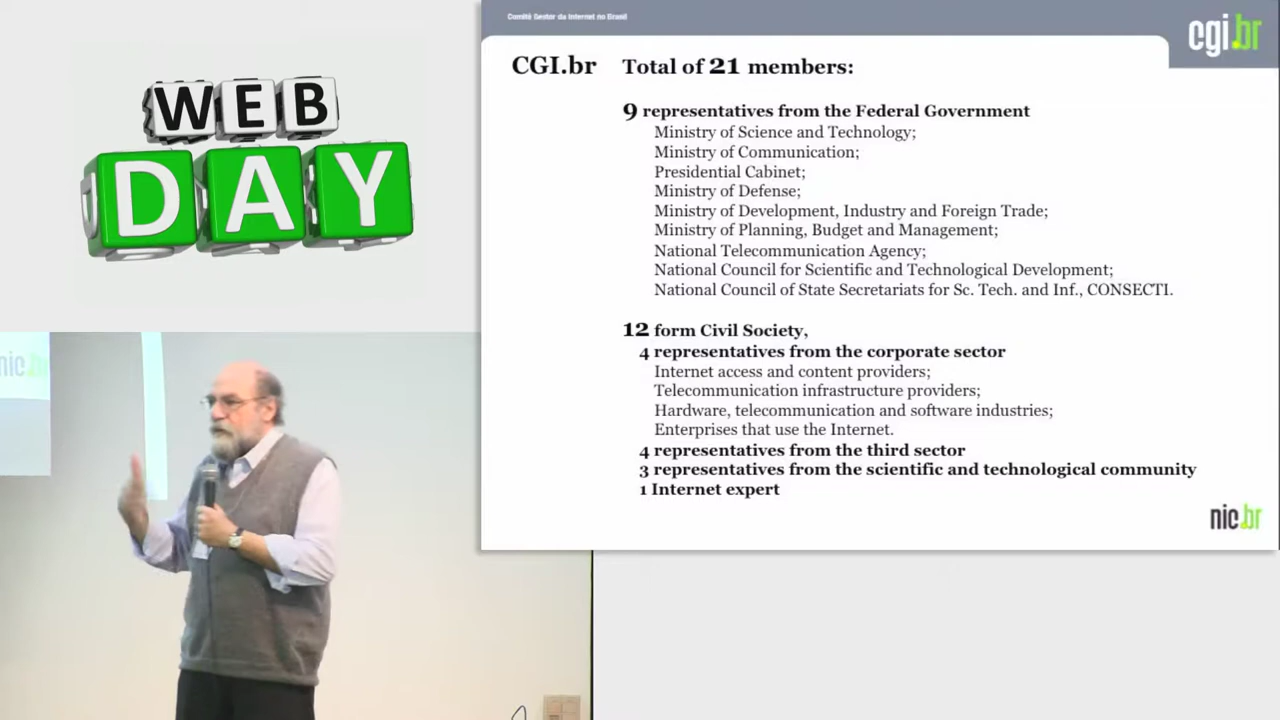 WEB
DAY
nic.br
Comitê Gestor da Internet no Brasil
cgi.br
CGI.br Total of 21 members:
9 representatives from the Federal Government
Ministry of Science and Technology;
Ministry of Communication;
Presidential Cabinet;
Ministry of Defense;
Ministry of Development, Industry and Foreign Trade;
Ministry of Planning, Budget and Management;
National Telecommunication Agency;
National Council for Scientific and Technological Development;
National Council of State Secretariats for Sc. Tech. and Inf., CONSECTI.
12 form Civil Society,
4 representatives from the corporate sector
Internet access and content providers;
Telecommunication infrastructure providers;
Hardware, telecommunication and software industries;
Enterprises that use the Internet.
4 representatives from the third sector
3 representatives from the scientific and technological community
1 Internet expert
nic.br